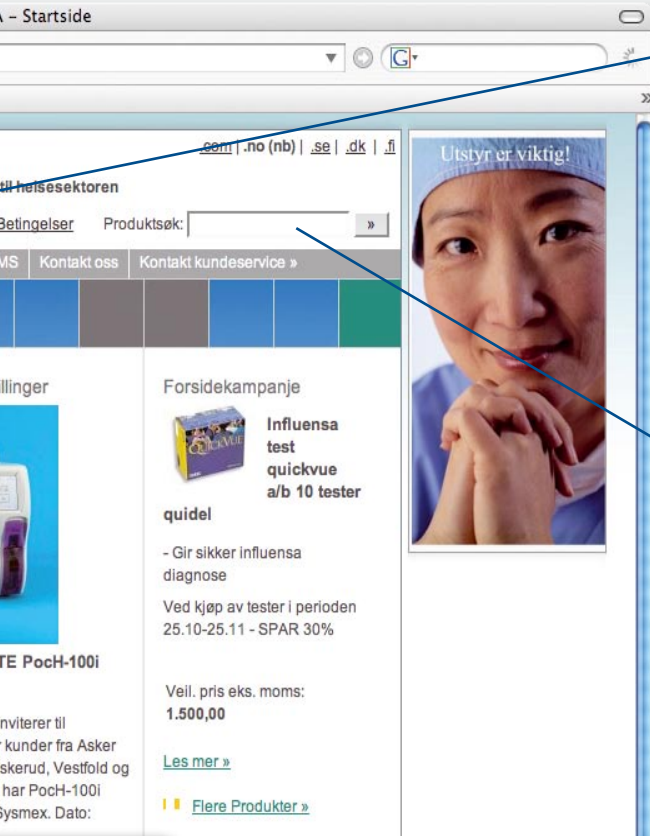 – Startside
G
.com | .no (nb) | .se | .dk | .fi
Utstyr er viktig!
til helsesektoren
Betingelser Produktsøk: »
MS Kontakt oss Kontakt kundeservice »
Forsidekampanje
QUICKVUE
Influensa
test
quickvue
a/b 10 tester
quidel
- Gir sikker influensa
diagnose
Ved kjøp av tester i perioden
25.10-25.11 - SPAR 30%
Veil. pris eks. moms:
1.500,00
Les mer »
Flere Produkter »
illinger
TE PocH-100i
nviterer til
kunder fra Asker
skerud, Vestfold og
har PocH-100i
Sysmex. Dato: